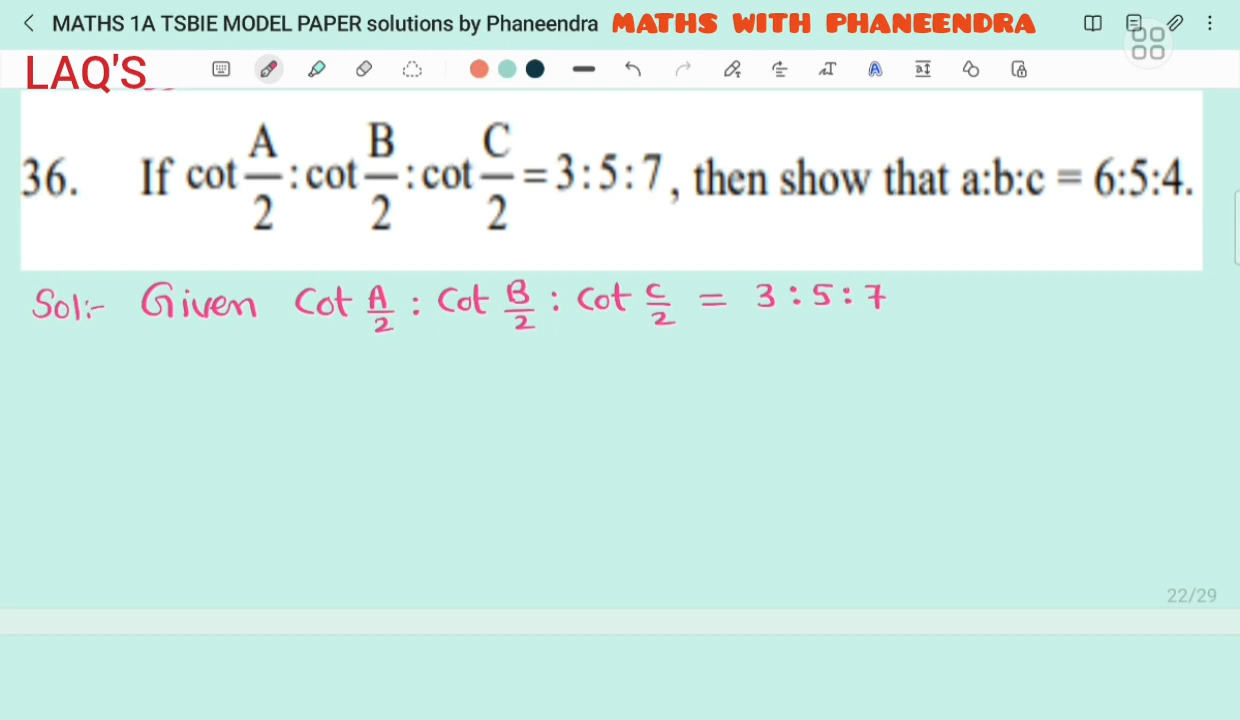 MATHS 1A TSBIE MODEL PAPER solutions by Phaneendra MATHS WITH PHANEENDRA
LAQ'S
36. If cot A/2 : cot B/2 : cot C/2 = 3:5:7, then show that a:b:c = 6:5:4.
Sol:- Given Cot A/2 : Cot B/2 : Cot C/2 = 3 : 5 : 7
22/29